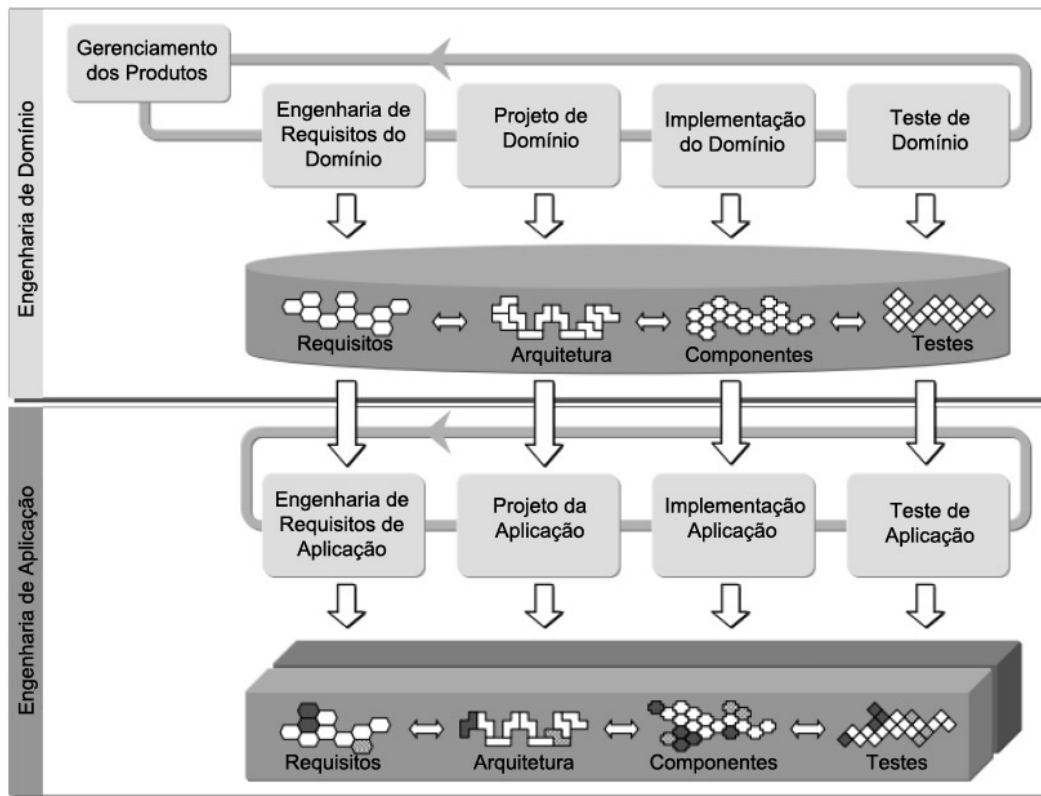 Engenharia de Domínio
Gerenciamento
dos Produtos
Engenharia de
Requisitos do
Domínio
Projeto de
Domínio
Implementação
do Domínio
Teste de
Domínio
Requisitos
Arquitetura
Componentes
Testes
Engenharia de Aplicação
Engenharia de
Requisitos de
Aplicação
Projeto da
Aplicação
Implementação
Aplicação
Teste de
Aplicação
Requisitos
Arquitetura
Componentes
Testes